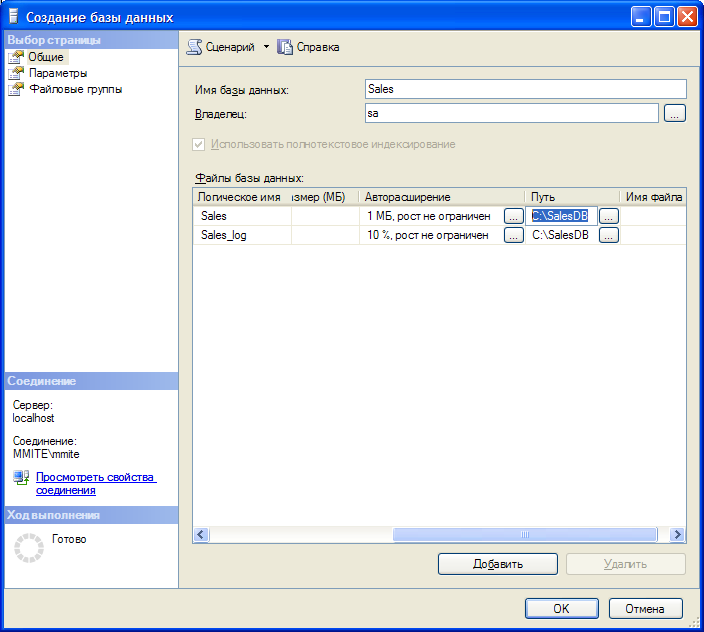 Создание базы данных
Выбор страницы
Общие
Параметры
Файловые группы
Сценарий
Справка
Имя базы данных: Sales
Владелец: sa ...
Использовать полнотекстовое индексирование
Файлы базы данных:
Логическое имя змер (МБ) Авторасширение Путь Имя файла
Sales 1 МБ, рост не ограничен ... C:\SalesDB ...
Sales_log 10 %, рост не ограничен ... C:\SalesDB ...
Соединение
Сервер:
localhost
Соединение:
MMITE\mmite
Просмотреть свойства
соединения
Ход выполнения
Готово
Добавить Удалить
OK Отмена